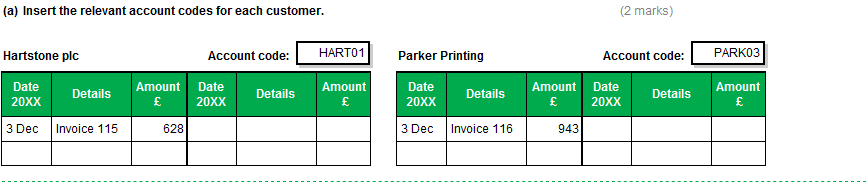 (a) Insert the relevant account codes for each customer. (2 marks)
Hartstone plc Account code: HART01 Parker Printing Account code: PARK03
Date 20XX Details Amount £ Date 20XX Details Amount £ Date 20XX Details Amount £ Date 20XX Details Amount £
3 Dec Invoice 115 628 3 Dec Invoice 116 943